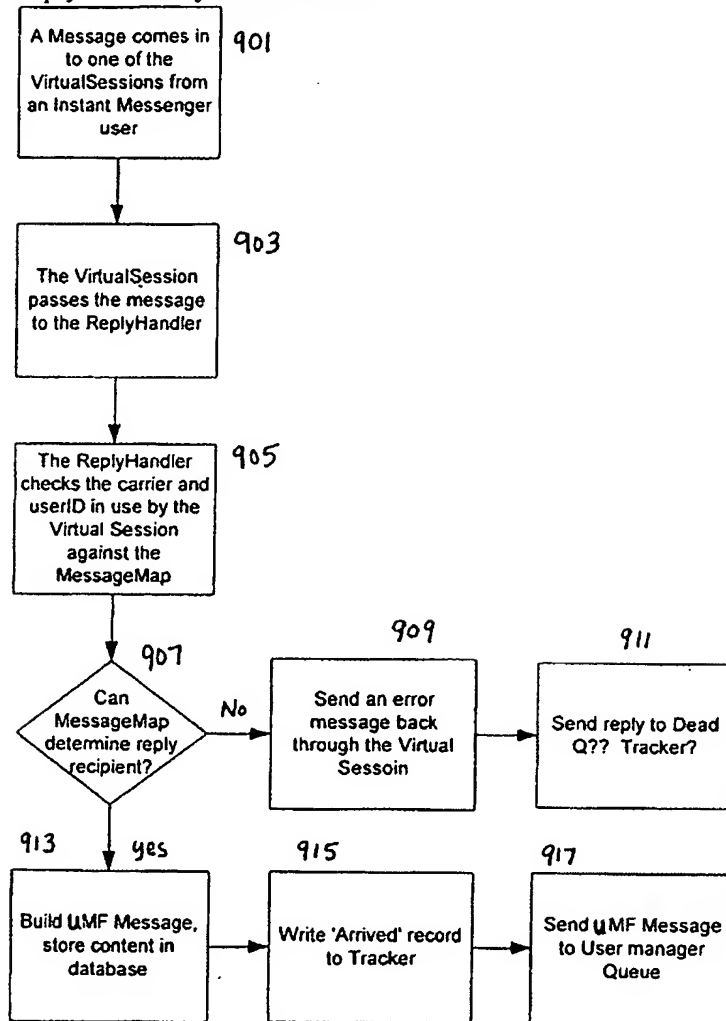 A Message comes in
to one of the
VirtualSessions from
an Instant Messenger
user
901
903
The VirtualSession
passes the message
to the ReplyHandler
The ReplyHandler
checks the carrier and
userID in use by the
Virtual Session
against the
MessageMap
905
907
Can
MessageMap
determine reply
recipient?
No
909
Send an error
message back
through the Virtual
Sessoin
911
Send reply to Dead
Q?? Tracker?
913
yes
Build UMF Message,
store content in
database
915
Write 'Arrived' record
to Tracker
917
Send UMF Message
to User manager
Queue